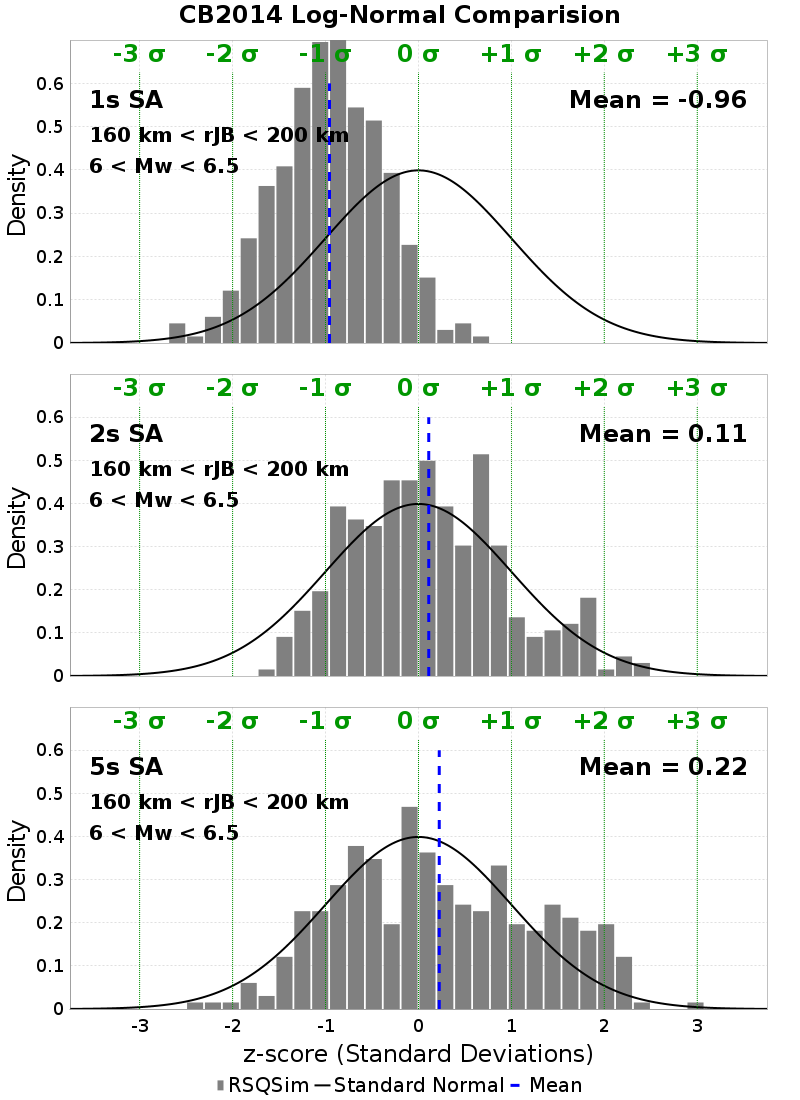 CB2014 Log-Normal Comparision
-3 σ -2 σ -1 σ 0 σ +1 σ +2 σ +3 σ
0.6
1s SA Mean = -0.96
0.5
160 km < rJB < 200 km
6 < Mw < 6.5
0.4
Density
0.3
0.2
0.1
0
-3 σ -2 σ -1 σ 0 σ +1 σ +2 σ +3 σ
0.6
2s SA Mean = 0.11
0.5
160 km < rJB < 200 km
6 < Mw < 6.5
0.4
Density
0.3
0.2
0.1
0
-3 σ -2 σ -1 σ 0 σ +1 σ +2 σ +3 σ
0.6
5s SA Mean = 0.22
0.5
160 km < rJB < 200 km
6 < Mw < 6.5
0.4
Density
0.3
0.2
0.1
0
-3 -2 -1 0 1 2 3
z-score (Standard Deviations)
RSQSim Standard Normal Mean